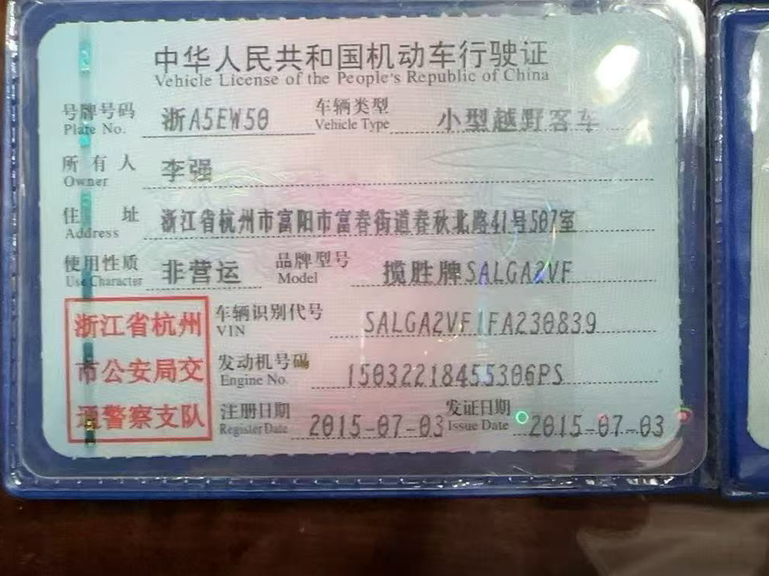 中华人民共和国机动车行驶证
Vehicle License of the People's Republic of China
号牌号码 浙A5EW50 车辆类型 小型越野客车
Plate No. Vehicle Type
所有人 李强
Owner
住址 浙江省杭州市富阳市富春街道春秋北路41号507室
Address
使用性质 非营运 品牌型号 揽胜牌SALGA2VF
Use Character Model
浙江省杭州
市公安局交
通警察支队
车辆识别代号 SALGA2VF1FA230839
VIN
发动机号码 15032218455306PS
Engine No.
注册日期 2015-07-03 发证日期 2015-07-03
Register Date Issue Date